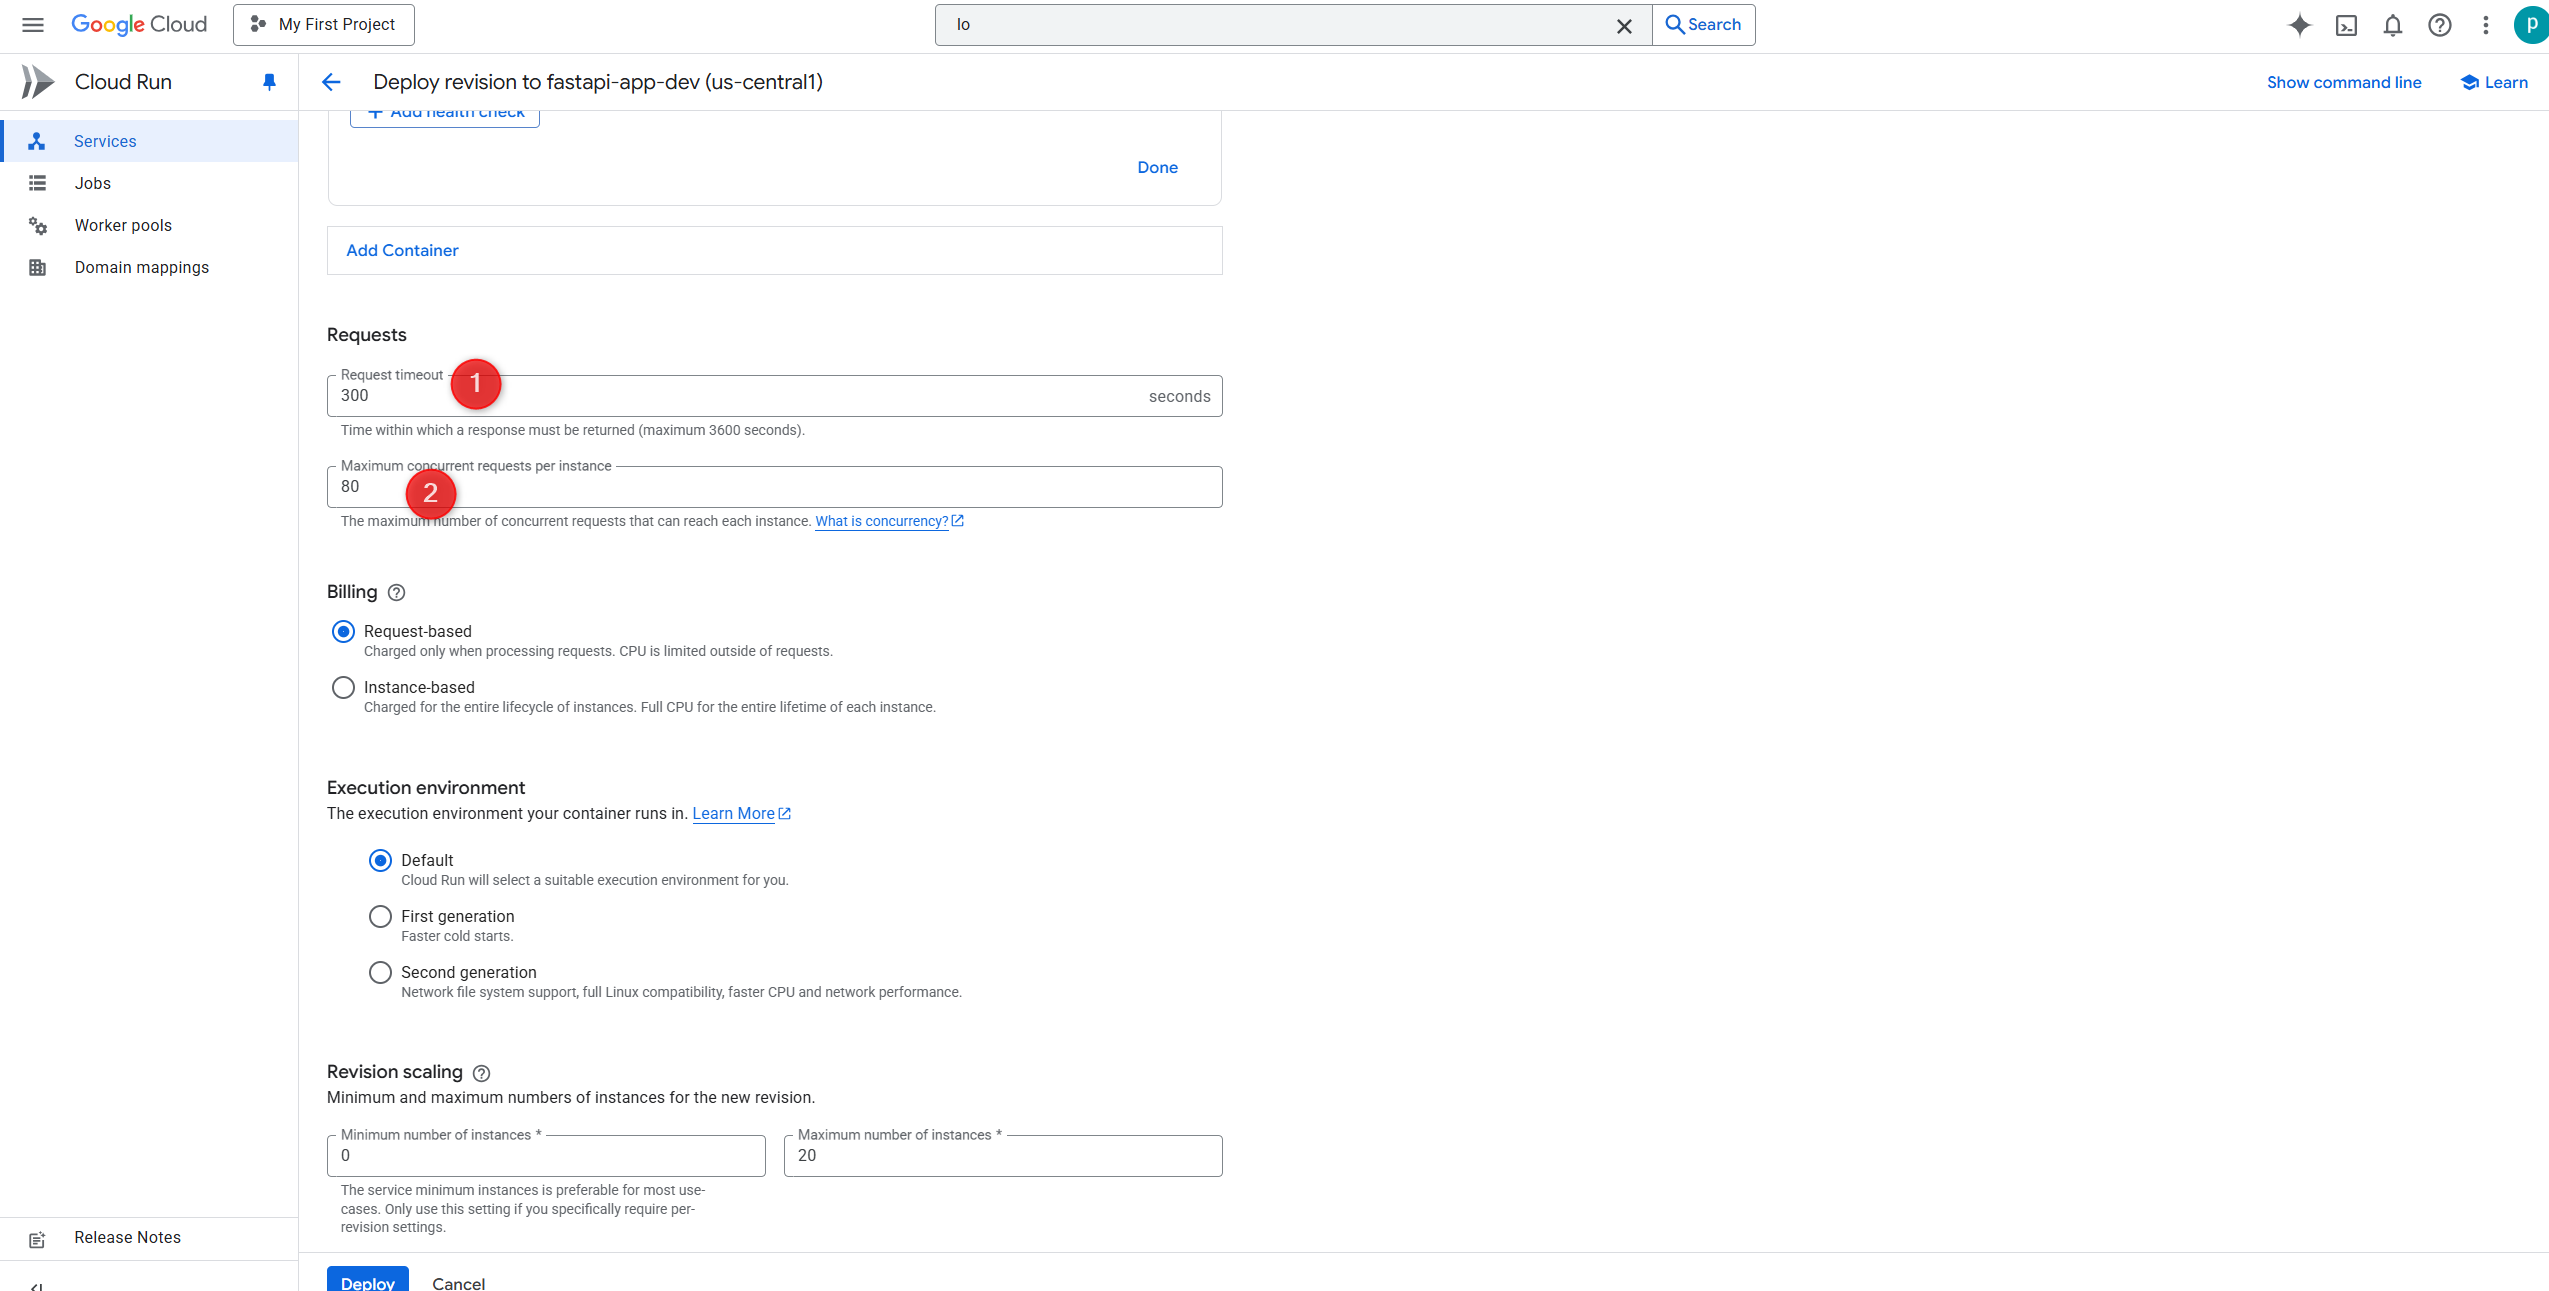 Google Cloud
My First Project
lo
Search
p
Cloud Run
Deploy revision to fastapi-app-dev (us-central1)
Show command line
Learn
Services
Jobs
Worker pools
Domain mappings
Release Notes
Add health check
Done
Add Container
Requests
Request timeout
1
300
seconds
Time within which a response must be returned (maximum 3600 seconds).
Maximum concurrent requests per instance
80
2
The maximum number of concurrent requests that can reach each instance. What is concurrency?
Billing
Request-based
Charged only when processing requests. CPU is limited outside of requests.
Instance-based
Charged for the entire lifecycle of instances. Full CPU for the entire lifetime of each instance.
Execution environment
The execution environment your container runs in. Learn More
Default
Cloud Run will select a suitable execution environment for you.
First generation
Faster cold starts.
Second generation
Network file system support, full Linux compatibility, faster CPU and network performance.
Revision scaling
Minimum and maximum numbers of instances for the new revision.
Minimum number of instances *
0
The service minimum instances is preferable for most use-
cases. Only use this setting if you specifically require per-
revision settings.
Maximum number of instances *
20
Deploy
Cancel